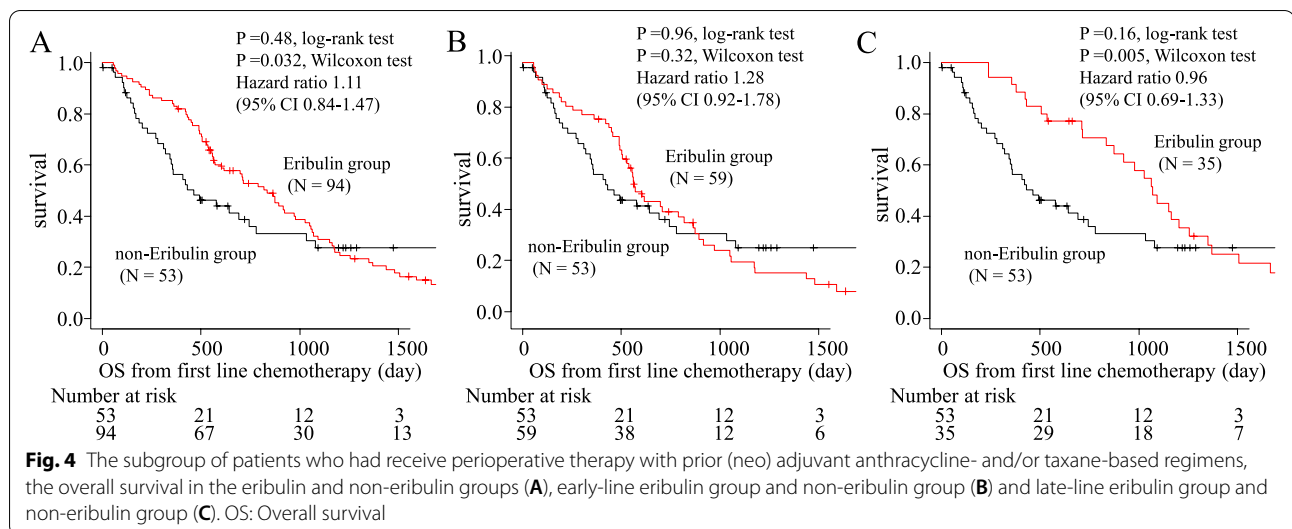 A
P =0.48, log-rank test
P =0.032, Wilcoxon test
Hazard ratio 1.11
(95% CI 0.84-1.47)
1.0
0.8
0.6
0.4
0.2
0.0
survival
Eribulin group
(N = 94)
non-Eribulin group
(N = 53)
0 500 1000 1500
OS from first line chemotherapy (day)
Number at risk
53 21 12 3
94 67 30 13
B
P =0.96, log-rank test
P =0.32, Wilcoxon test
Hazard ratio 1.28
(95% CI 0.92-1.78)
1.0
0.8
0.6
0.4
0.2
0.0
survival
Eribulin group
(N = 59)
non-Eribulin group
(N = 53)
0 500 1000 1500
OS from first line chemotherapy (day)
Number at risk
53 21 12 3
59 38 12 6
C
P =0.16, log-rank test
P =0.005, Wilcoxon test
Hazard ratio 0.96
(95% CI 0.69-1.33)
1.0
0.8
0.6
0.4
0.2
0.0
survival
Eribulin group
(N = 35)
non-Eribulin group
(N = 53)
0 500 1000 1500
OS from first line chemotherapy (day)
Number at risk
53 21 12 3
35 29 18 7
Fig. 4 The subgroup of patients who had receive perioperative therapy with prior (neo) adjuvant anthracycline- and/or taxane-based regimens,
the overall survival in the eribulin and non-eribulin groups (A), early-line eribulin group and non-eribulin group (B) and late-line eribulin group and
non-eribulin group (C). OS: Overall survival